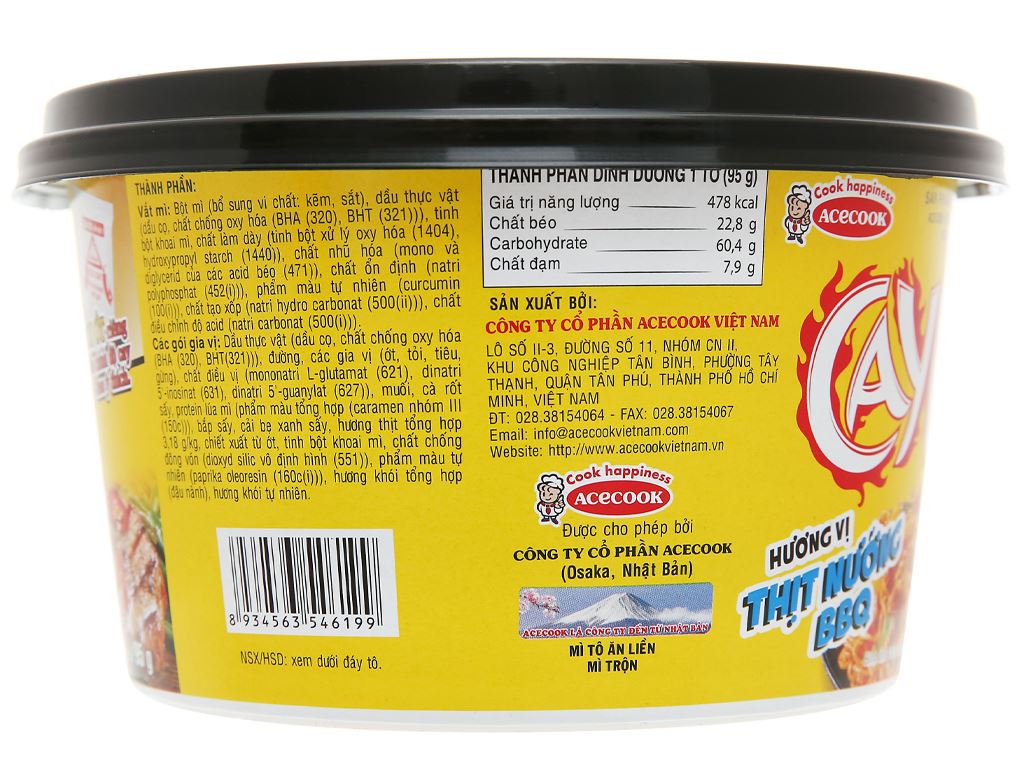 THÀNH PHẦN:
Vắt mì: Bột mì (bổ sung vi chất: kẽm, sắt), dầu thực vật
(dầu cọ, chất chống oxy hóa (BHA (320), BHT (321))), tinh
bột khoai mì, chất làm dày (tinh bột xử lý oxy hóa (1404),
hydroxypropyl starch (1440)), chất nhũ hóa (mono và
diglycerid của các acid béo (471)), chất ổn định (natri
polyphosphat (452(i))), phẩm màu tự nhiên (curcumin
(100(i))), chất tạo xốp (natri hydro carbonat (500(ii))), chất
điều chỉnh độ acid (natri carbonat (500(i))).
Các gói gia vị: Dầu thực vật (dầu cọ, chất chống oxy hóa
(BHA (320), BHT(321))), đường, các gia vị (ớt, tỏi, tiêu,
gừng), chất điều vị (mononatri L-glutamat (621), dinatri
5'-inosinat (631), dinatri 5'-guanylat (627)), muối, cà rốt
sấy, protein lúa mì (phẩm màu tổng hợp (caramen nhóm III
(150c))), bắp sấy, cải bẹ xanh sấy, hương thịt tổng hợp
3,18 g/kg, chiết xuất từ ớt, tinh bột khoai mì, chất chống
đông vón (dioxyd silic vô định hình (551)), phẩm màu tự
nhiên (paprika oleoresin (160c(i))), hương khói tổng hợp
(đậu nành), hương khói tự nhiên.
8 934563 546199
NSX/HSD: xem dưới đáy tô.
THÀNH PHẦN DINH DƯỠNG 1 TÔ (95 g)
Giá trị năng lượng 478 kcal
Chất béo 22,8 g
Carbohydrate 60,4 g
Chất đạm 7,9 g
SẢN XUẤT BỞI:
CÔNG TY CỔ PHẦN ACECOOK VIỆT NAM
LÔ SỐ II-3, ĐƯỜNG SỐ 11, NHÓM CN II,
KHU CÔNG NGHIỆP TÂN BÌNH, PHƯỜNG TÂY
THẠNH, QUẬN TÂN PHÚ, THÀNH PHỐ HỒ CHÍ
MINH, VIỆT NAM
ĐT: 028.38154064 - FAX: 028.38154067
Email: info@acecookvietnam.com
Website: http://www.acecookvietnam.vn
Cook happiness
ACECOOK
Được cho phép bởi
CÔNG TY CỔ PHẦN ACECOOK
(Osaka, Nhật Bản)
ACECOOK LÀ CÔNG TY ĐẾN TỪ NHẬT BẢN
MÌ TÔ ĂN LIỀN
MÌ TRỘN
Cook happiness
ACECOOK
CAY
HƯƠNG VỊ
THỊT NƯỚNG
BBQ